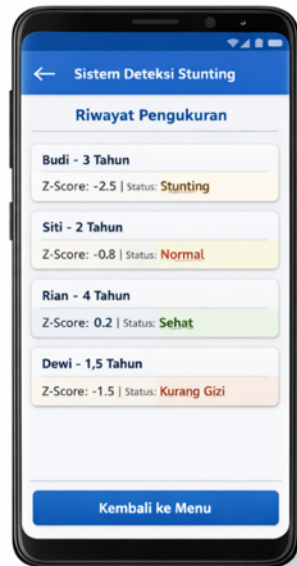 Sistem Deteksi Stunting
Riwayat Pengukuran
Budi - 3 Tahun
Z-Score: -2.5 | Status: Stunting
Siti - 2 Tahun
Z-Score: -0.8 | Status: Normal
Rian - 4 Tahun
Z-Score: 0.2 | Status: Sehat
Dewi - 1,5 Tahun
Z-Score: -1.5 | Status: Kurang Gizi
Kembali ke Menu